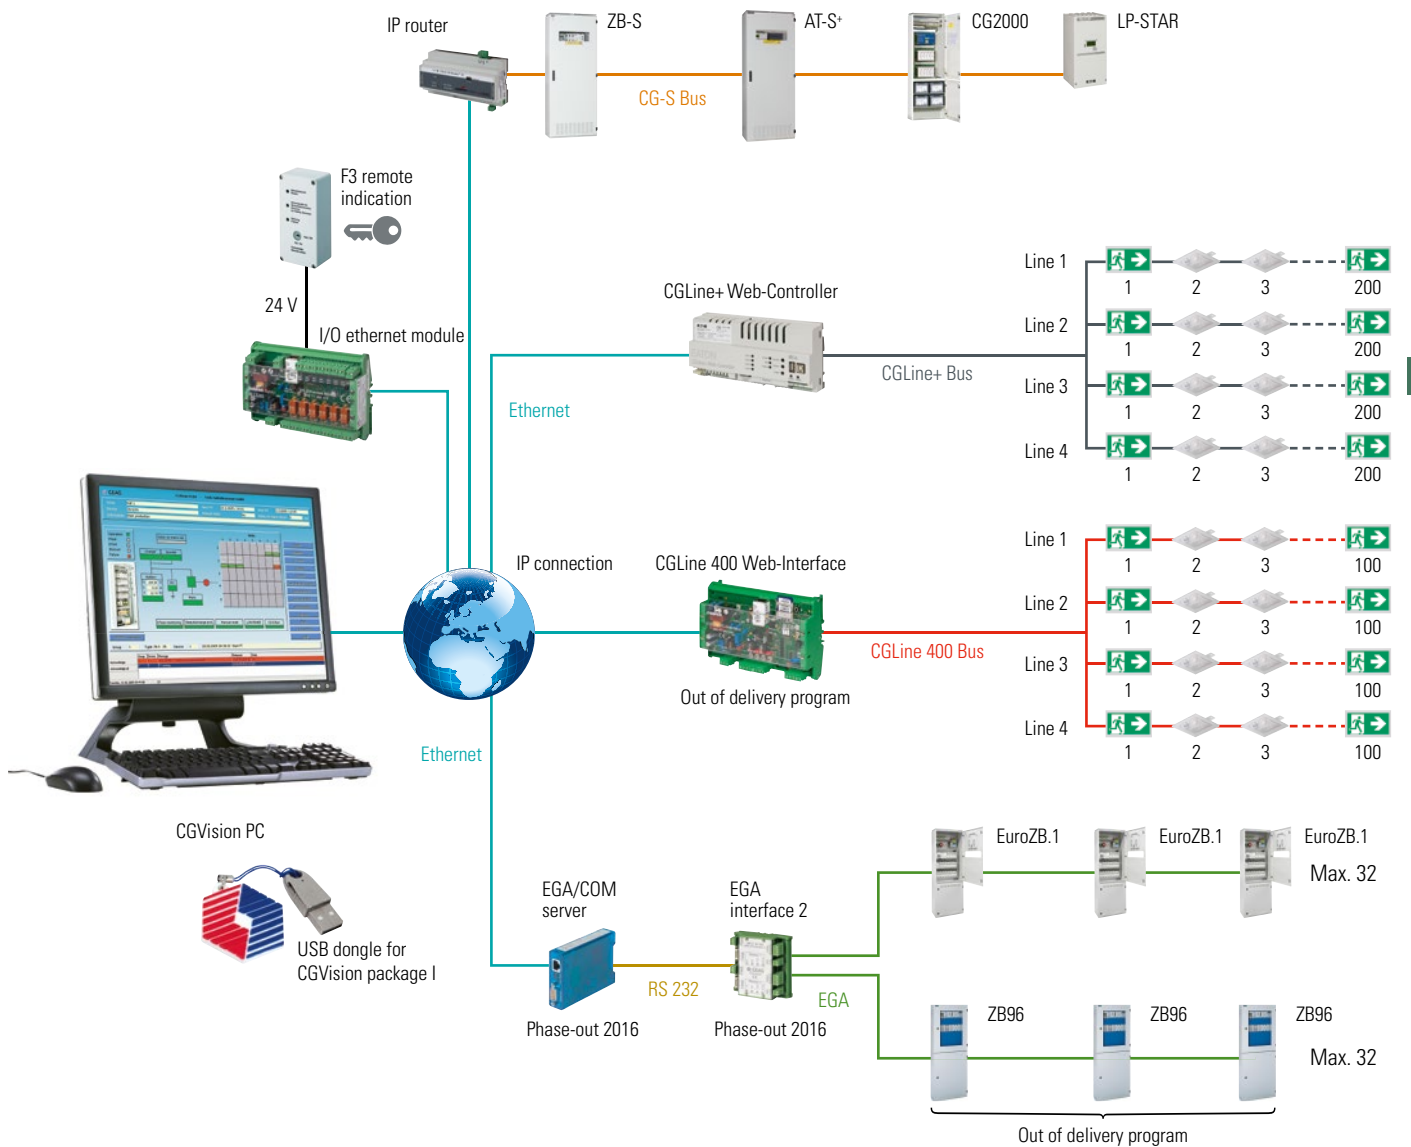 IP router
ZB-S
AT-S+
CG2000
LP-STAR
CG-S Bus
F3 remote
indication
24 V
I/O ethernet module
CGLine+ Web-Controller
CGLine+ Bus
Ethernet
Line 1
1 2 3 200
Line 2
1 2 3 200
Line 3
1 2 3 200
Line 4
1 2 3 200
IP connection
CGLine 400 Web-Interface
CGLine 400 Bus
Out of delivery program
Line 1
1 2 3 100
Line 2
1 2 3 100
Line 3
1 2 3 100
Line 4
1 2 3 100
Ethernet
CGVision PC
USB dongle for
CGVision package I
EGA/COM
server
Phase-out 2016
RS 232
EGA
interface 2
Phase-out 2016
EGA
EuroZB.1
EuroZB.1
EuroZB.1
Max. 32
ZB96
ZB96
ZB96
Max. 32
Out of delivery program